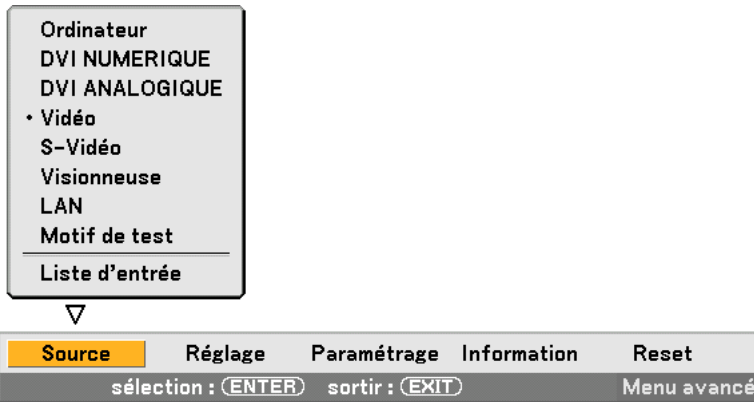 Ordinateur
DVI NUMERIQUE
DVI ANALOGIQUE
• Vidéo
S-Vidéo
Visionneuse
LAN
Motif de test
Liste d'entrée
Source Réglage Paramétrage Information Reset
sélection : ENTER sortir : EXIT Menu avancé